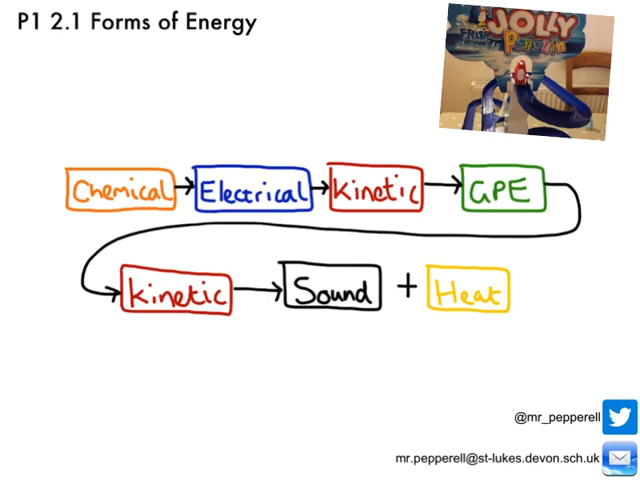 P1 2.1 Forms of Energy
JOLLY
Penguin
Chemical Electrical Kinetic GPE
Kinetic Sound + Heat
@mr_pepperell
mr.pepperell@st-lukes.devon.sch.uk